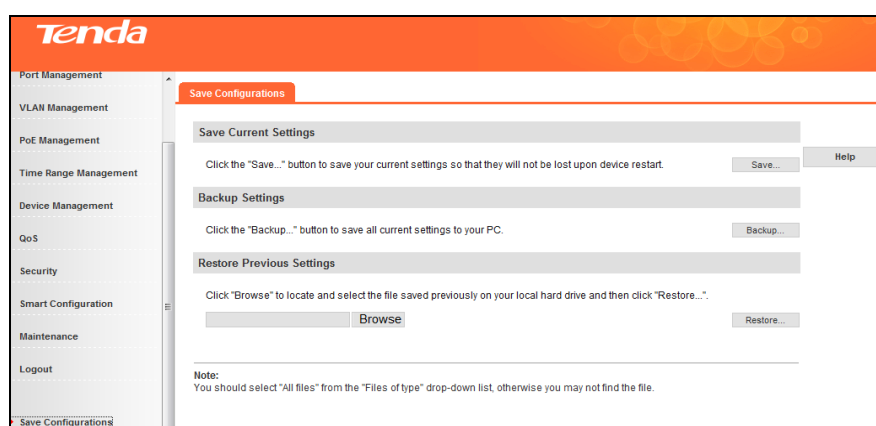 Tenda
Port Management
VLAN Management
PoE Management
Time Range Management
Device Management
QoS
Security
Smart Configuration
Maintenance
Logout
Save Configurations
Save Configurations
Save Current Settings
Click the "Save..." button to save your current settings so that they will not be lost upon device restart.
Save...
Help
Backup Settings
Click the "Backup..." button to save all current settings to your PC.
Backup...
Restore Previous Settings
Click "Browse" to locate and select the file saved previously on your local hard drive and then click "Restore...".
Browse
Restore...
Note:
You should select "All files" from the "Files of type" drop-down list, otherwise you may not find the file.